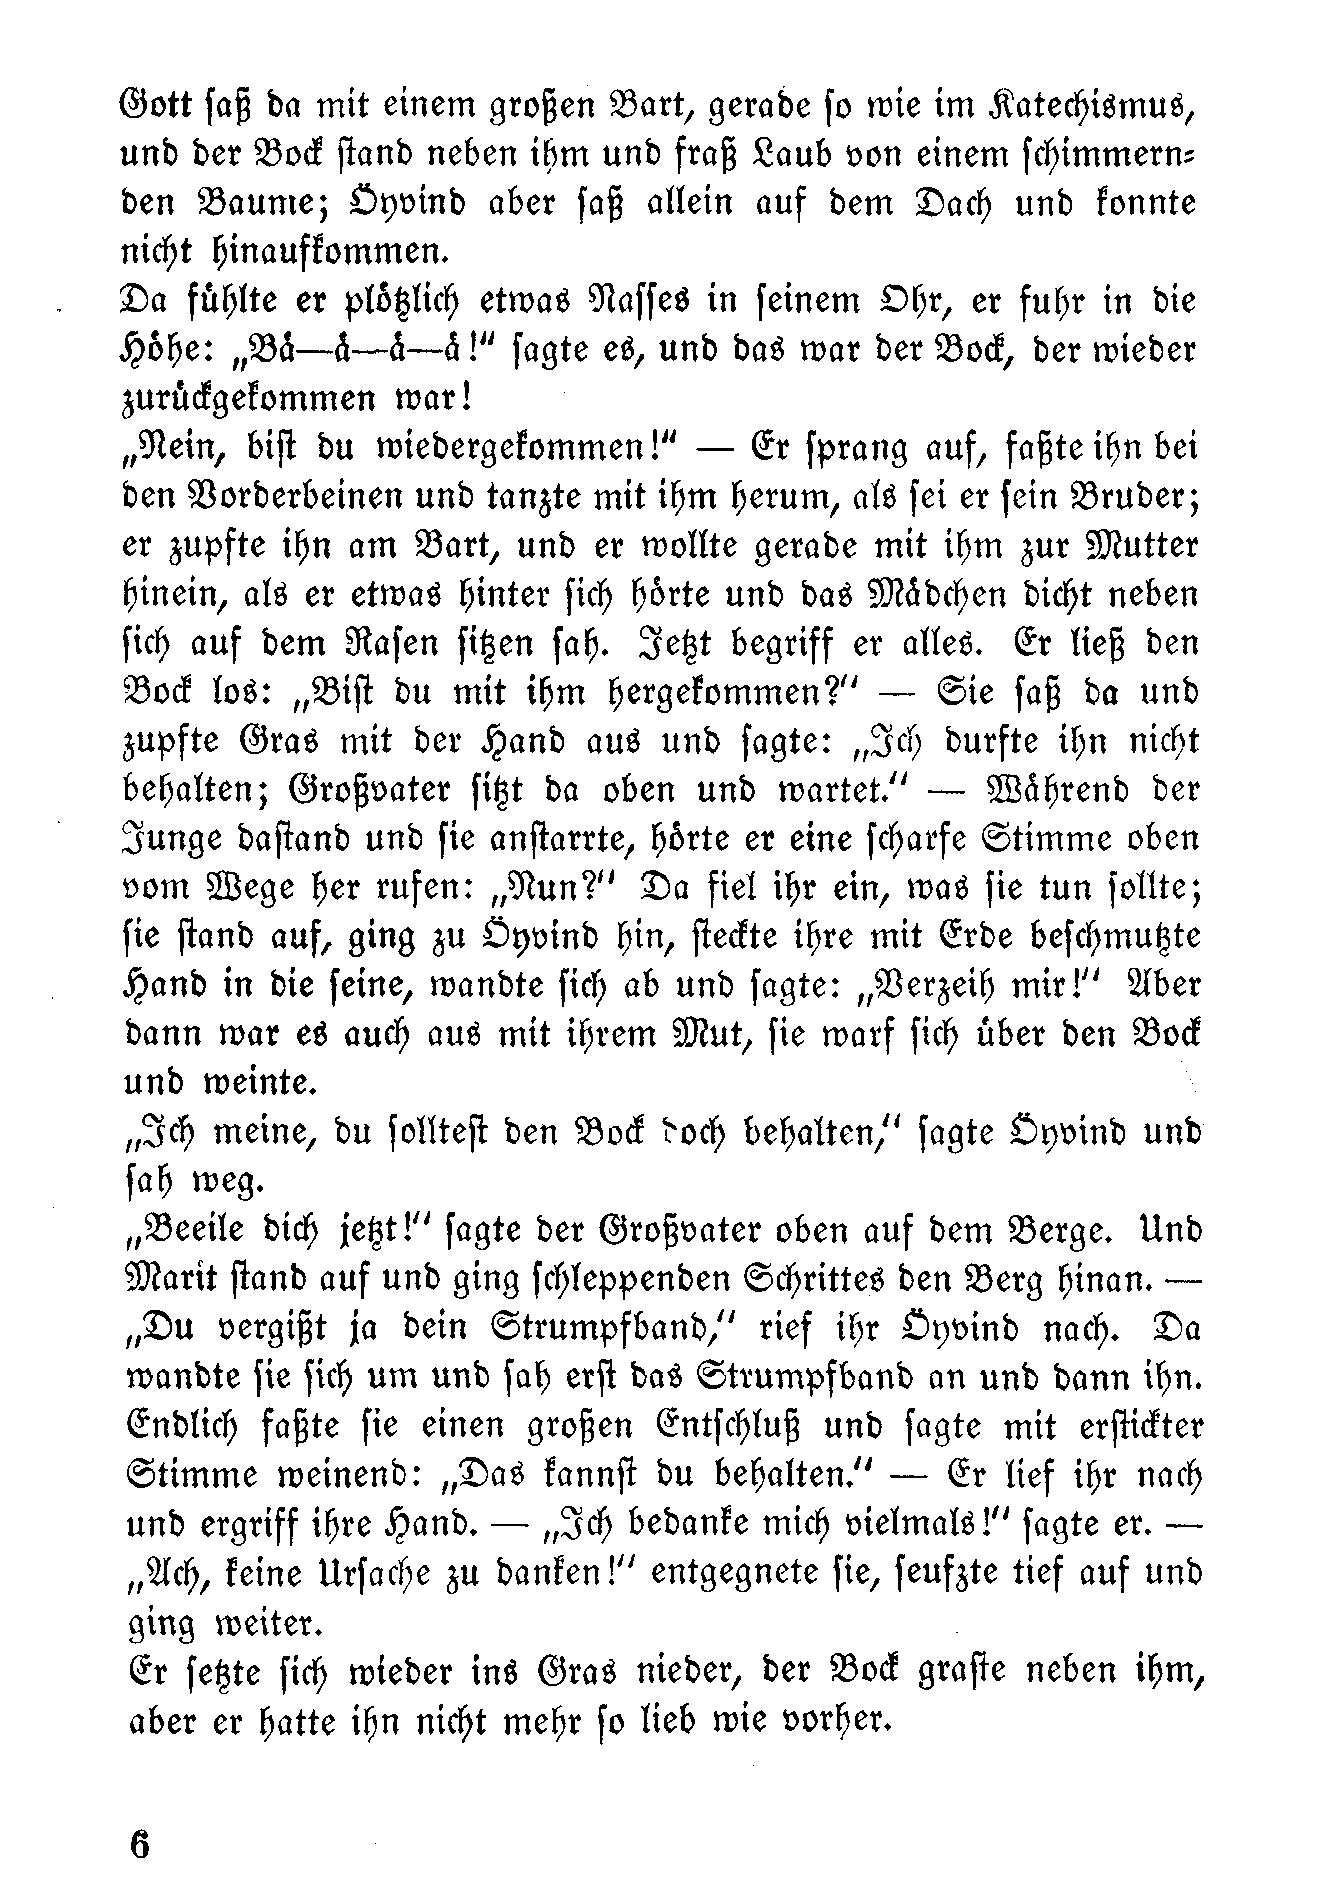 Gott saß da mit einem großen Bart, gerade so wie im Katechismus,
und der Bock stand neben ihm und fraß Laub von einem schimmern-
den Baume; Öyvind aber saß allein auf dem Dach und konnte
nicht hinaufkommen.
Da fühlte er plötzlich etwas Nasses in seinem Ohr, er fuhr in die
Höhe: „Bä—ä—ä—ä!“ sagte es, und das war der Bock, der wieder
zurückgekommen war!
„Nein, bist du wiedergekommen!“ — Er sprang auf, faßte ihn bei
den Vorderbeinen und tanzte mit ihm herum, als sei er sein Bruder;
er zupfte ihn am Bart, und er wollte gerade mit ihm zur Mutter
hinein, als er etwas hinter sich hörte und das Mädchen dicht neben
sich auf dem Rasen sitzen sah. Jetzt begriff er alles. Er ließ den
Bock los: „Bist du mit ihm hergekommen?“ — Sie saß da und
zupfte Gras mit der Hand aus und sagte: „Ich durfte ihn nicht
behalten; Großvater sitzt da oben und wartet.“ — Während der
Junge dastand und sie anstarrte, hörte er eine scharfe Stimme oben
vom Wege her rufen: „Nun?“ Da fiel ihr ein, was sie tun sollte;
sie stand auf, ging zu Öyvind hin, steckte ihre mit Erde beschmutzte
Hand in die seine, wandte sich ab und sagte: „Verzeih mir!“ Aber
dann war es auch aus mit ihrem Mut, sie warf sich über den Bock
und weinte.
„Ich meine, du solltest den Bock doch behalten,“ sagte Öyvind und
sah weg.
„Beeile dich jetzt!“ sagte der Großvater oben auf dem Berge. Und
Marit stand auf und ging schleppenden Schrittes den Berg hinan. —
„Du vergißt ja dein Strumpfband,“ rief ihr Öyvind nach. Da
wandte sie sich um und sah erst das Strumpfband an und dann ihn.
Endlich faßte sie einen großen Entschluß und sagte mit erstickter
Stimme weinend: „Das kannst du behalten.“ — Er lief ihr nach
und ergriff ihre Hand. — „Ich bedanke mich vielmals!“ sagte er. —
„Ach, keine Ursache zu danken!“ entgegnete sie, seufzte tief auf und
ging weiter.
Er setzte sich wieder ins Gras nieder, der Bock graste neben ihm,
aber er hatte ihn nicht mehr so lieb wie vorher.
6